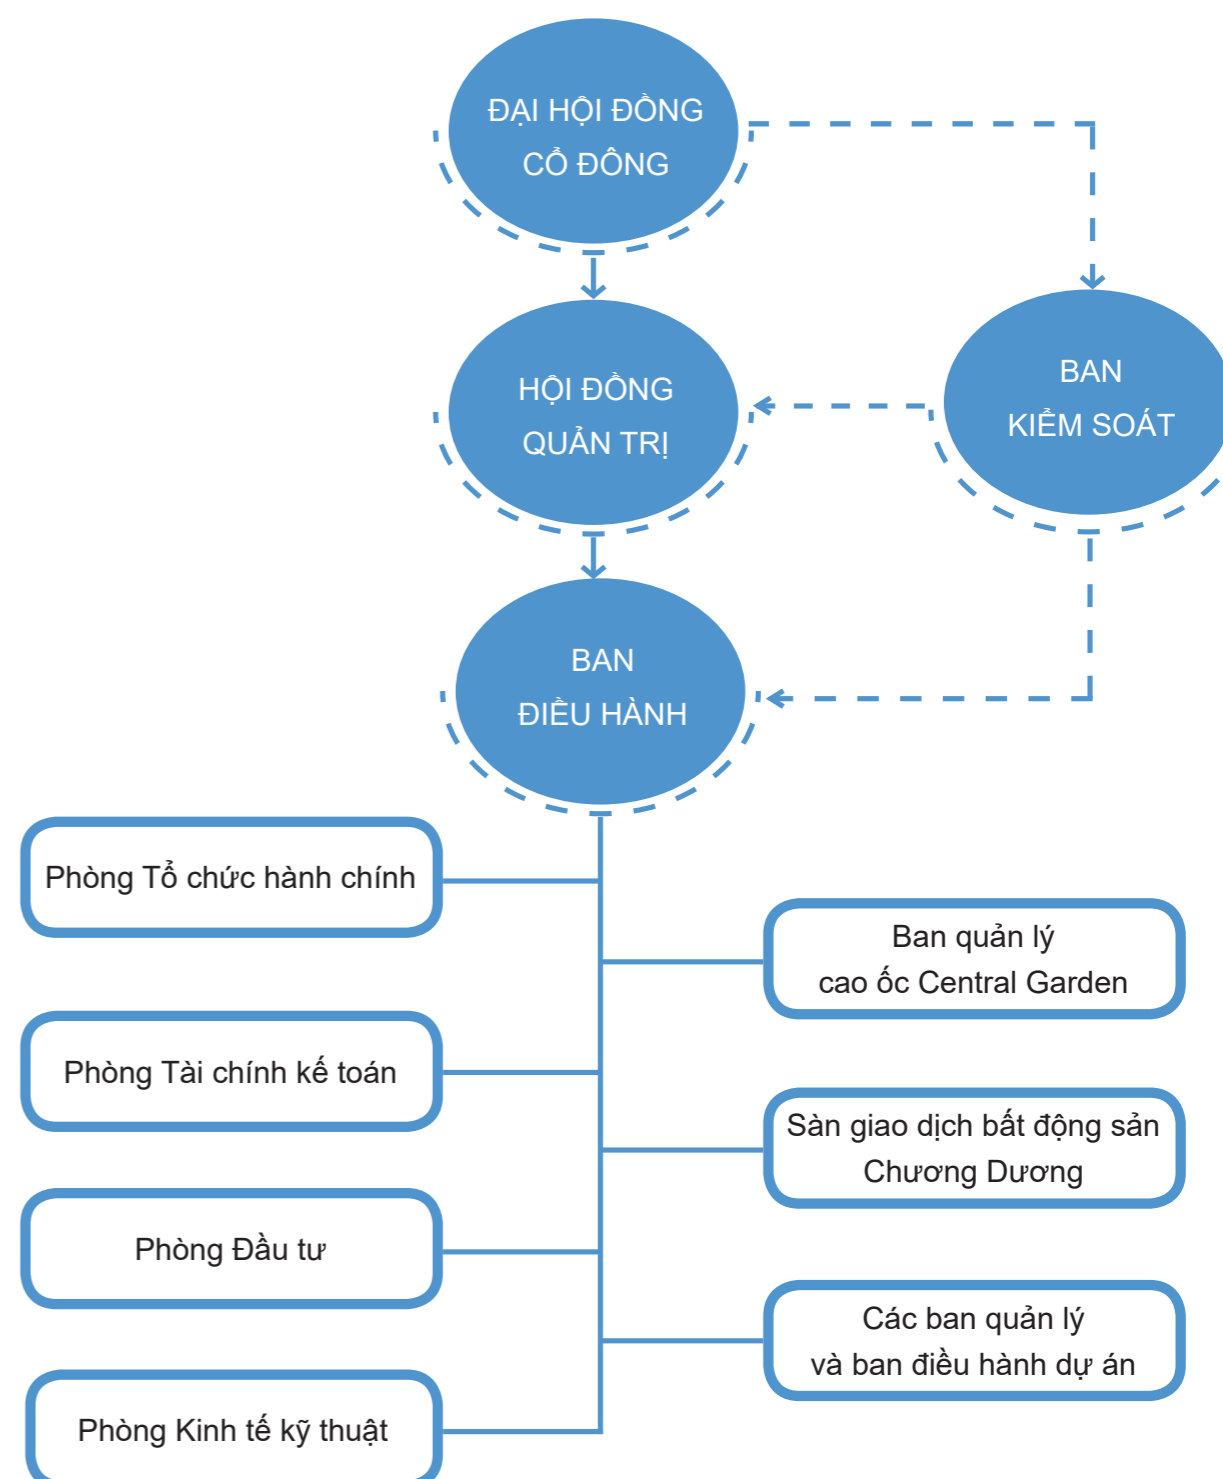 ĐẠI HỘI ĐỒNG
CỔ ĐÔNG
HỘI ĐỒNG
QUẢN TRỊ
BAN
KIỂM SOÁT
BAN
ĐIỀU HÀNH
Phòng Tổ chức hành chính
Ban quản lý
cao ốc Central Garden
Phòng Tài chính kế toán
Sàn giao dịch bất động sản
Chương Dương
Phòng Đầu tư
Các ban quản lý
và ban điều hành dự án
Phòng Kinh tế kỹ thuật